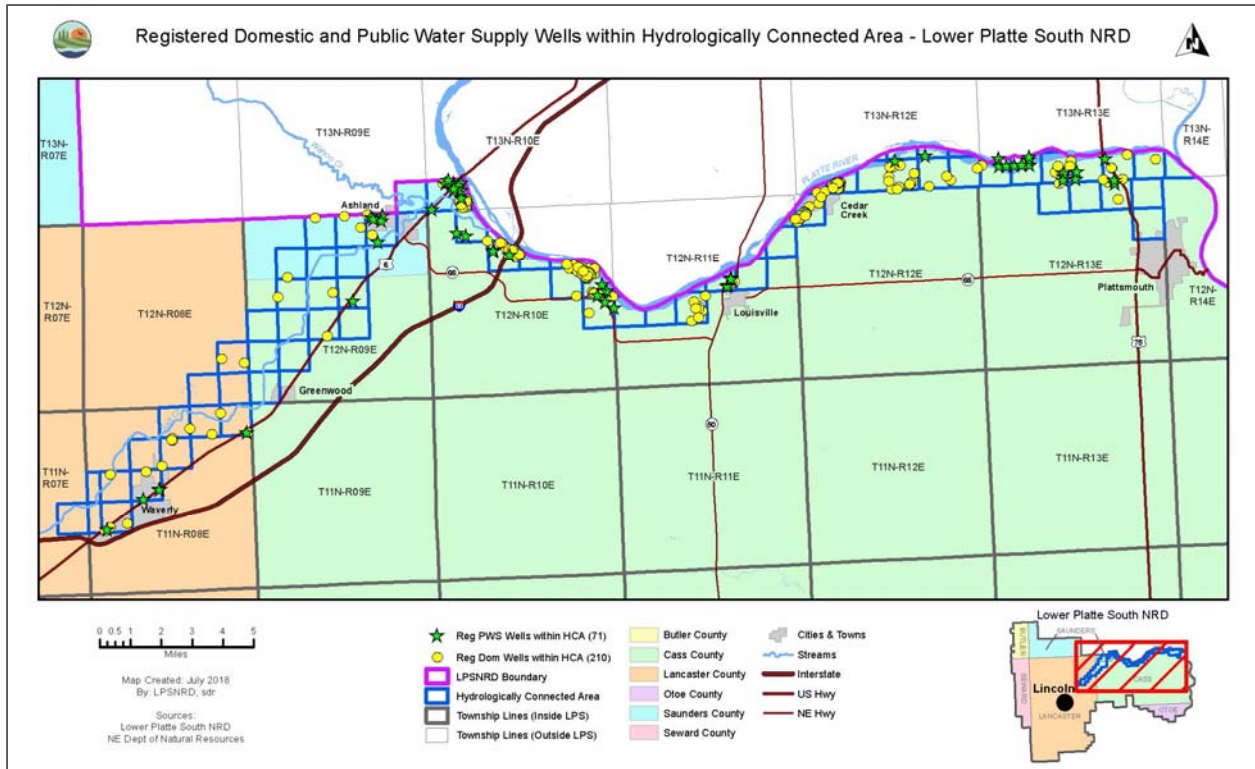 Registered Domestic and Public Water Supply Wells within Hydrologically Connected Area - Lower Platte South NRD
N
T13N-
R07E
T13N-R09E
Wahoo Cr
T13N-R10E
T13N-R12E
T13N-R13E
T13N-
R14E
PLATTE RIVER
Ashland
6
66
Cedar
Creek
T12N-R11E
T12N-
R07E
T12N-R08E
T12N-R09E
T12N-R10E
Louisville
T12N-R12E
66
T12N-R13E
Plattsmouth
T12N-
R14E
75
Greenwood
50
T11N-
R07E
T11N-R08E
Waverly
T11N-R09E
T11N-R10E
T11N-R11E
T11N-R12E
T11N-R13E
0 0.5 1 2 3 4 5
Miles
Map Created: July 2018
By: LPSNRD, sdr
Sources:
Lower Platte South NRD
NE Dept of Natural Resources
Reg PWS Wells within HCA (71)
Reg Dom Wells within HCA (210)
LPSNRD Boundary
Hydrologically Connected Area
Township Lines (Inside LPS)
Township Lines (Outside LPS)
Butler County
Cass County
Lancaster County
Otoe County
Saunders County
Seward County
Cities & Towns
Streams
Interstate
US Hwy
NE Hwy
Lower Platte South NRD
BUTLER
SAUNDERS
SEWARD
CASS
Lincoln
LANCASTER
OTOE